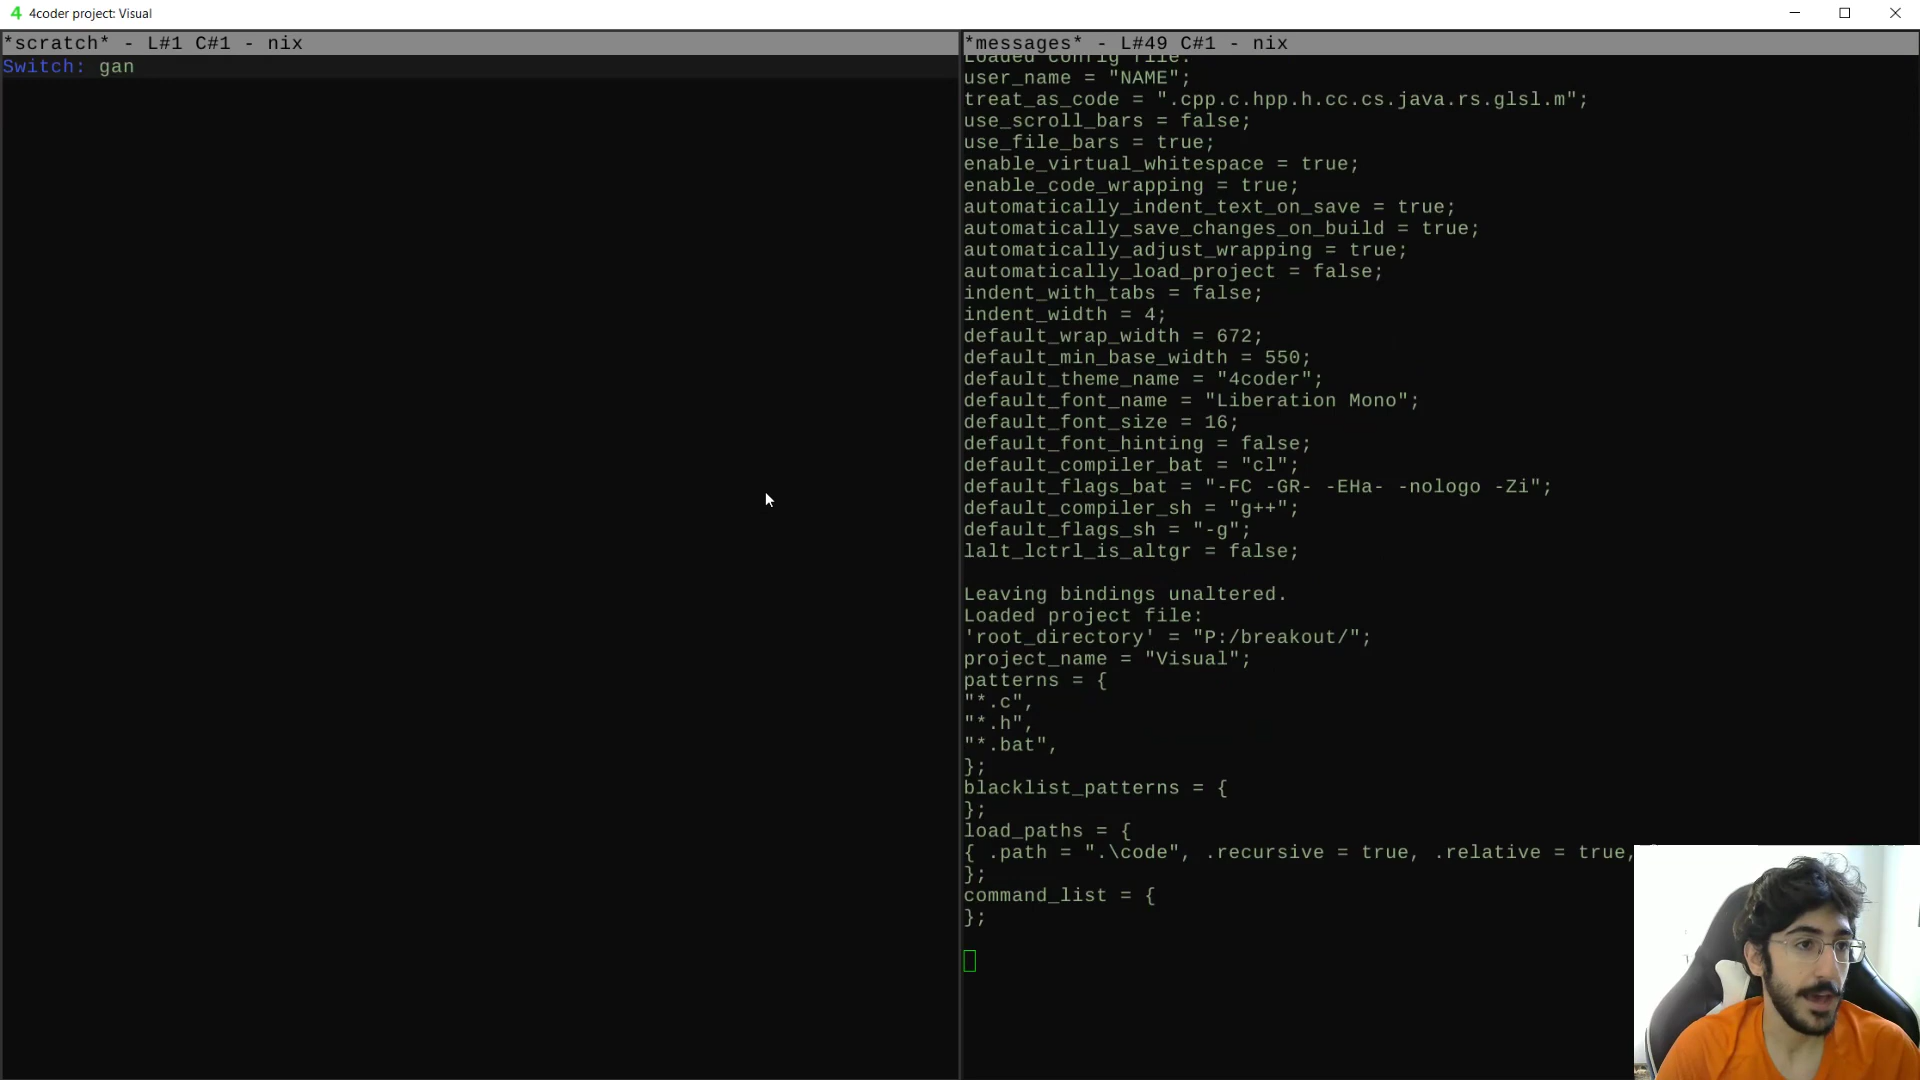 4 4coder project: Visual
*scratch* - L#1 C#1 - nix
Switch: gan
*messages* - L#49 C#1 - nix
Loaded config file:
user_name = "NAME";
treat_as_code = ".cpp.c.hpp.h.cc.cs.java.rs.glsl.m";
use_scroll_bars = false;
use_file_bars = true;
enable_virtual_whitespace = true;
enable_code_wrapping = true;
automatically_indent_text_on_save = true;
automatically_save_changes_on_build = true;
automatically_adjust_wrapping = true;
automatically_load_project = false;
indent_with_tabs = false;
indent_width = 4;
default_wrap_width = 672;
default_min_base_width = 550;
default_theme_name = "4coder";
default_font_name = "Liberation Mono";
default_font_size = 16;
default_font_hinting = false;
default_compiler_bat = "cl";
default_flags_bat = "-FC -GR- -EHa- -nologo -Zi";
default_compiler_sh = "g++";
default_flags_sh = "-g";
lalt_lctrl_is_altgr = false;
Leaving bindings unaltered.
Loaded project file:
'root_directory' = "P:/breakout/";
project_name = "Visual";
patterns = {
"*.c",
"*.h",
"*.bat",
};
blacklist_patterns = {
};
load_paths = {
{ .path = ".\code", .recursive = true, .relative = true,
};
command_list = {
};